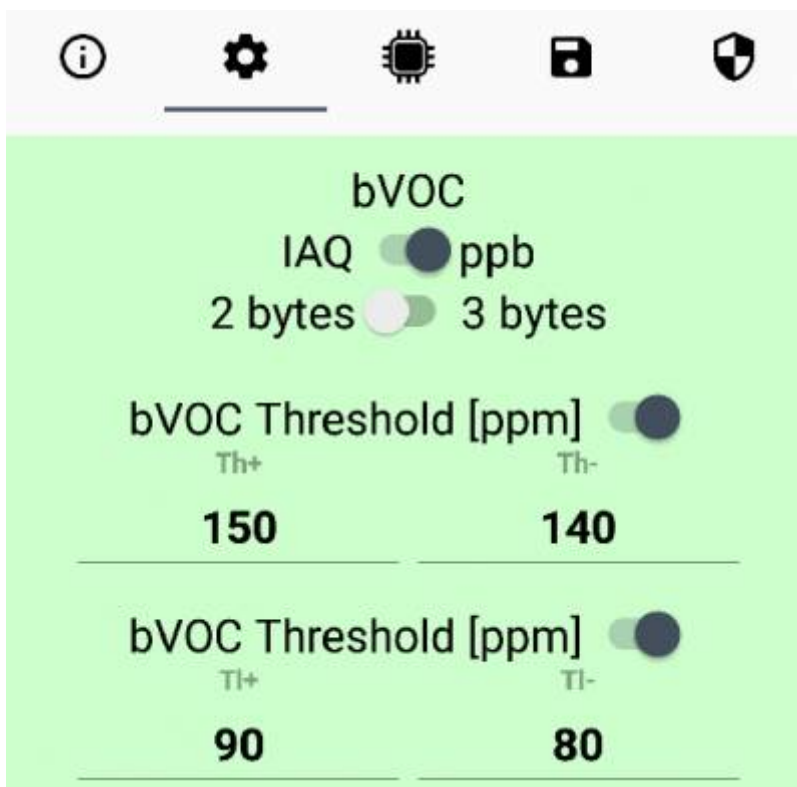 bVOC
IAQ ppb
2 bytes 3 bytes
bVOC Threshold [ppm]
Th+ Th-
150 140
bVOC Threshold [ppm]
Tl+ Tl-
90 80